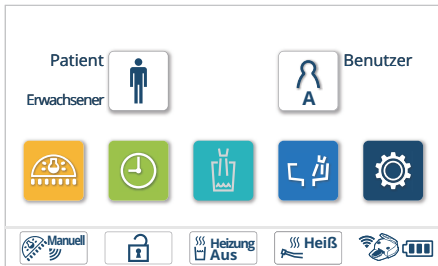 Patient
Benutzer
Erwachsener
A
Manuell
Heizung
Aus
Heiß